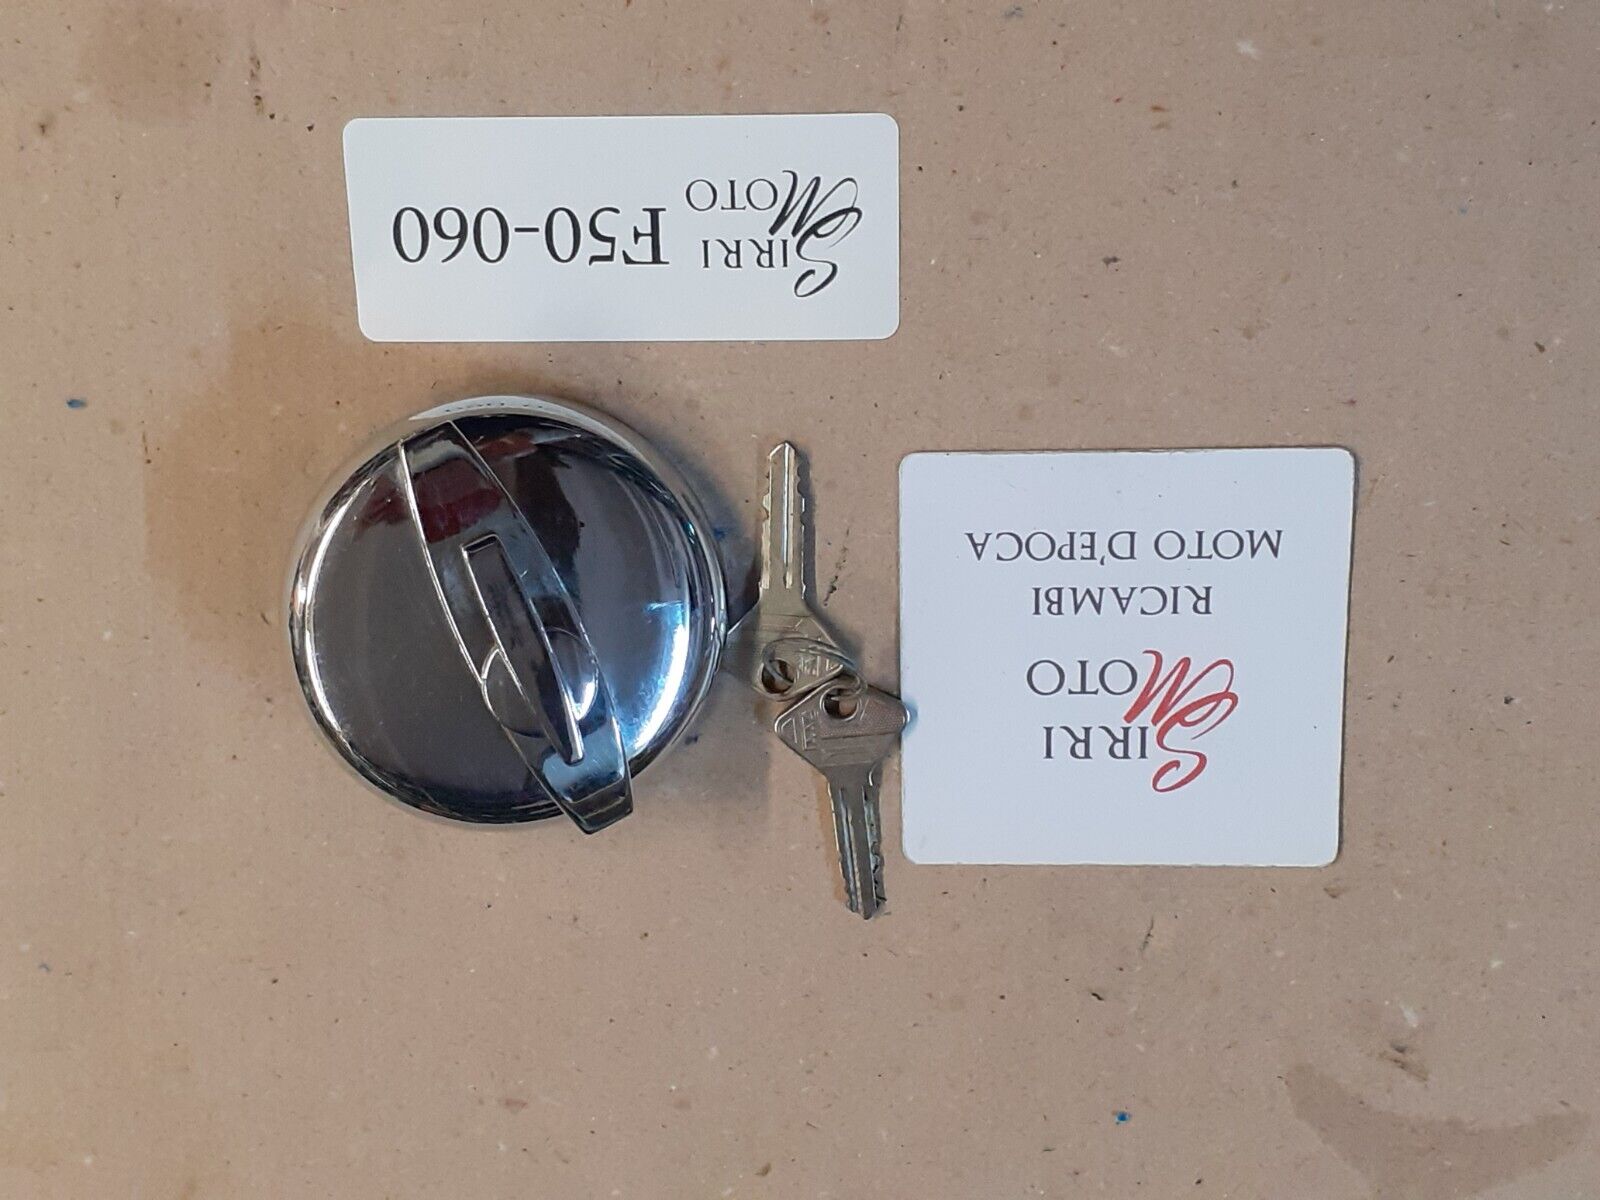 SIRRI
MOTO
RICAMBI
MOTO D'EPOCA
SIRRI
MOTO
F50-060